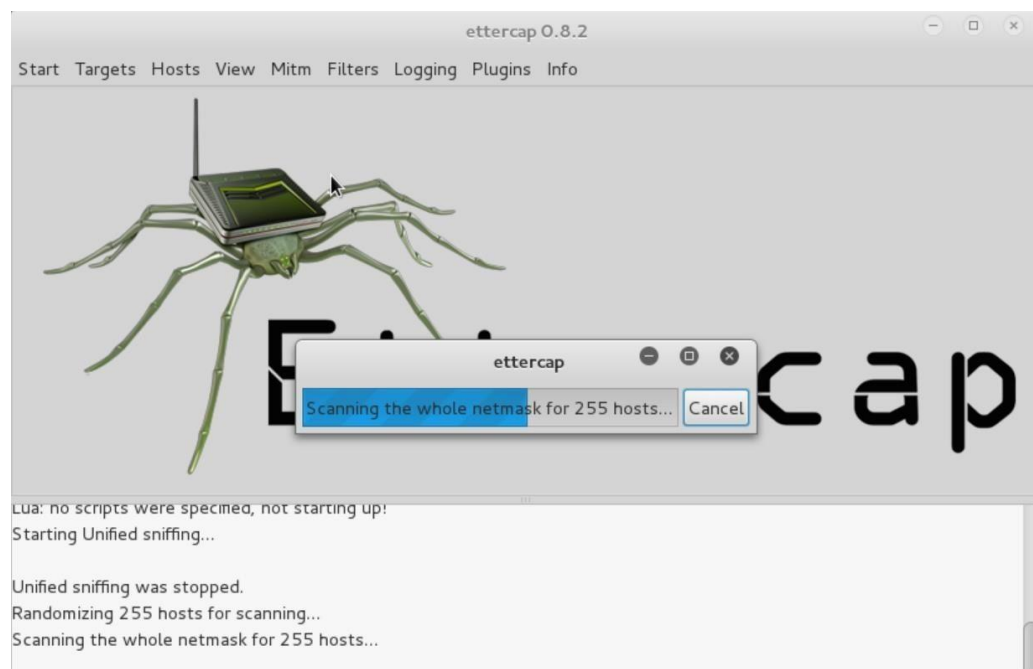 ettercap 0.8.2
Start Targets Hosts View Mitm Filters Logging Plugins Info
E cap
ettercap
Scanning the whole netmask for 255 hosts... Cancel
Lua: no scripts were specified, not starting up!
Starting Unified sniffing...
Unified sniffing was stopped.
Randomizing 255 hosts for scanning...
Scanning the whole netmask for 255 hosts...